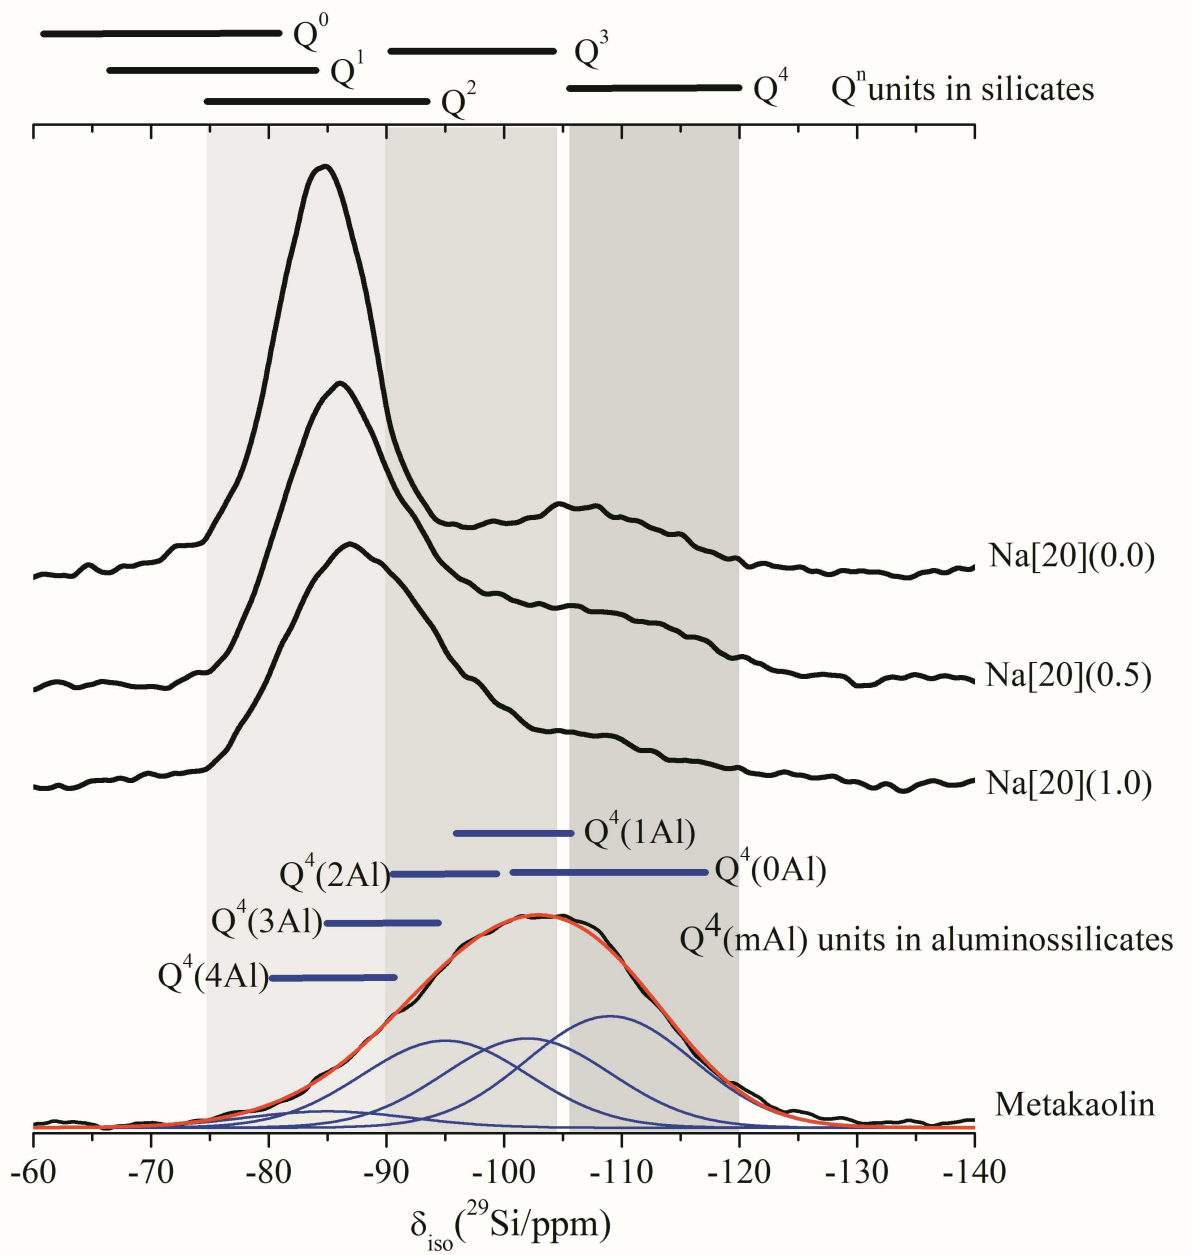 Q⁰
Q³
Q¹
Q⁴
Qⁿunits in silicates
Q²
Na[20](0.0)
Na[20](0.5)
Na[20](1.0)
Q⁴(1Al)
Q⁴(2Al)
Q⁴(0Al)
Q⁴(3Al)
Q⁴(mAl) units in aluminossilicates
Q⁴(4Al)
Metakaolin
-60 -70 -80 -90 -100 -110 -120 -130 -140
δiso(²⁹Si/ppm)